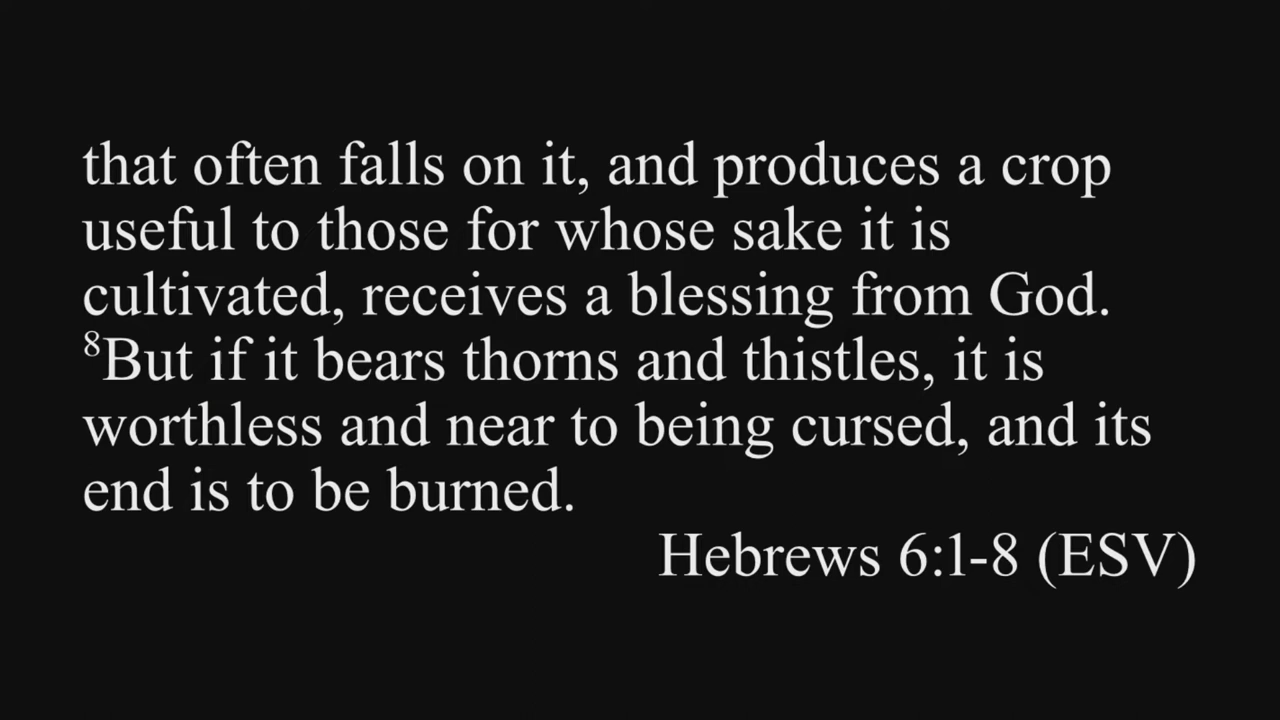 that often falls on it, and produces a crop
useful to those for whose sake it is
cultivated, receives a blessing from God.
⁸But if it bears thorns and thistles, it is
worthless and near to being cursed, and its
end is to be burned.
Hebrews 6:1-8 (ESV)